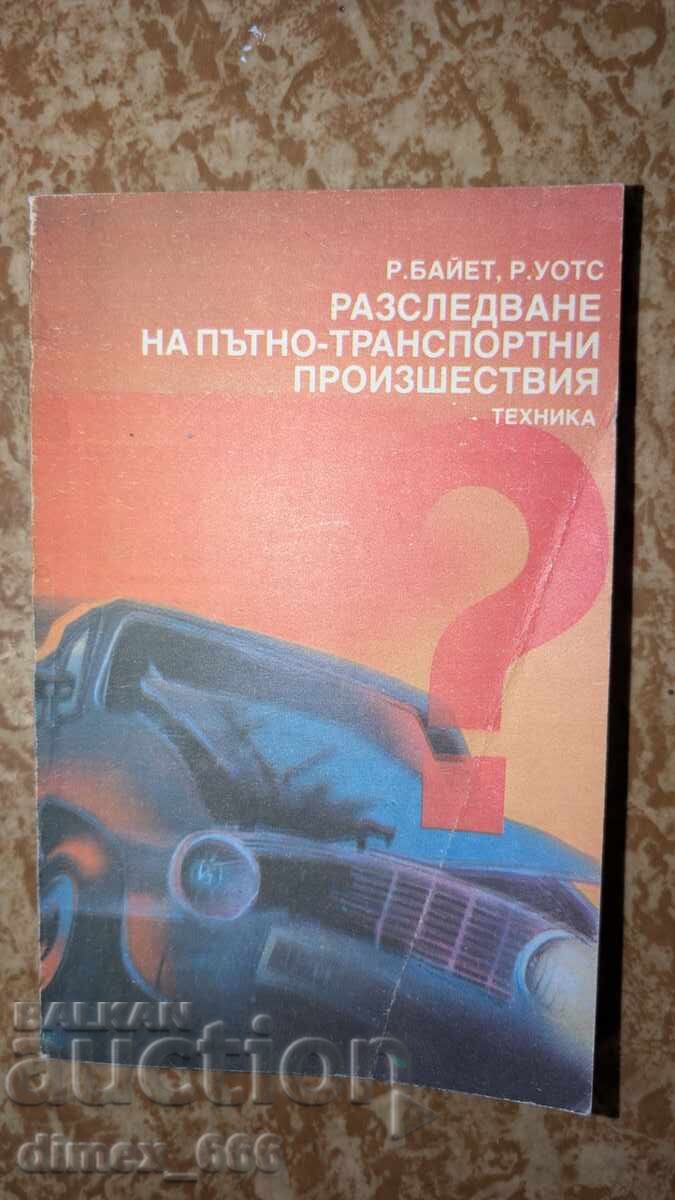 Р.БАЙЕТ, Р.УОТС
РАЗСЛЕДВАНЕ
НА ПЪТНО-ТРАНСПОРТНИ
ПРОИЗШЕСТВИЯ
ТЕХНИКА
?
BALKAN
auction
dimex_666